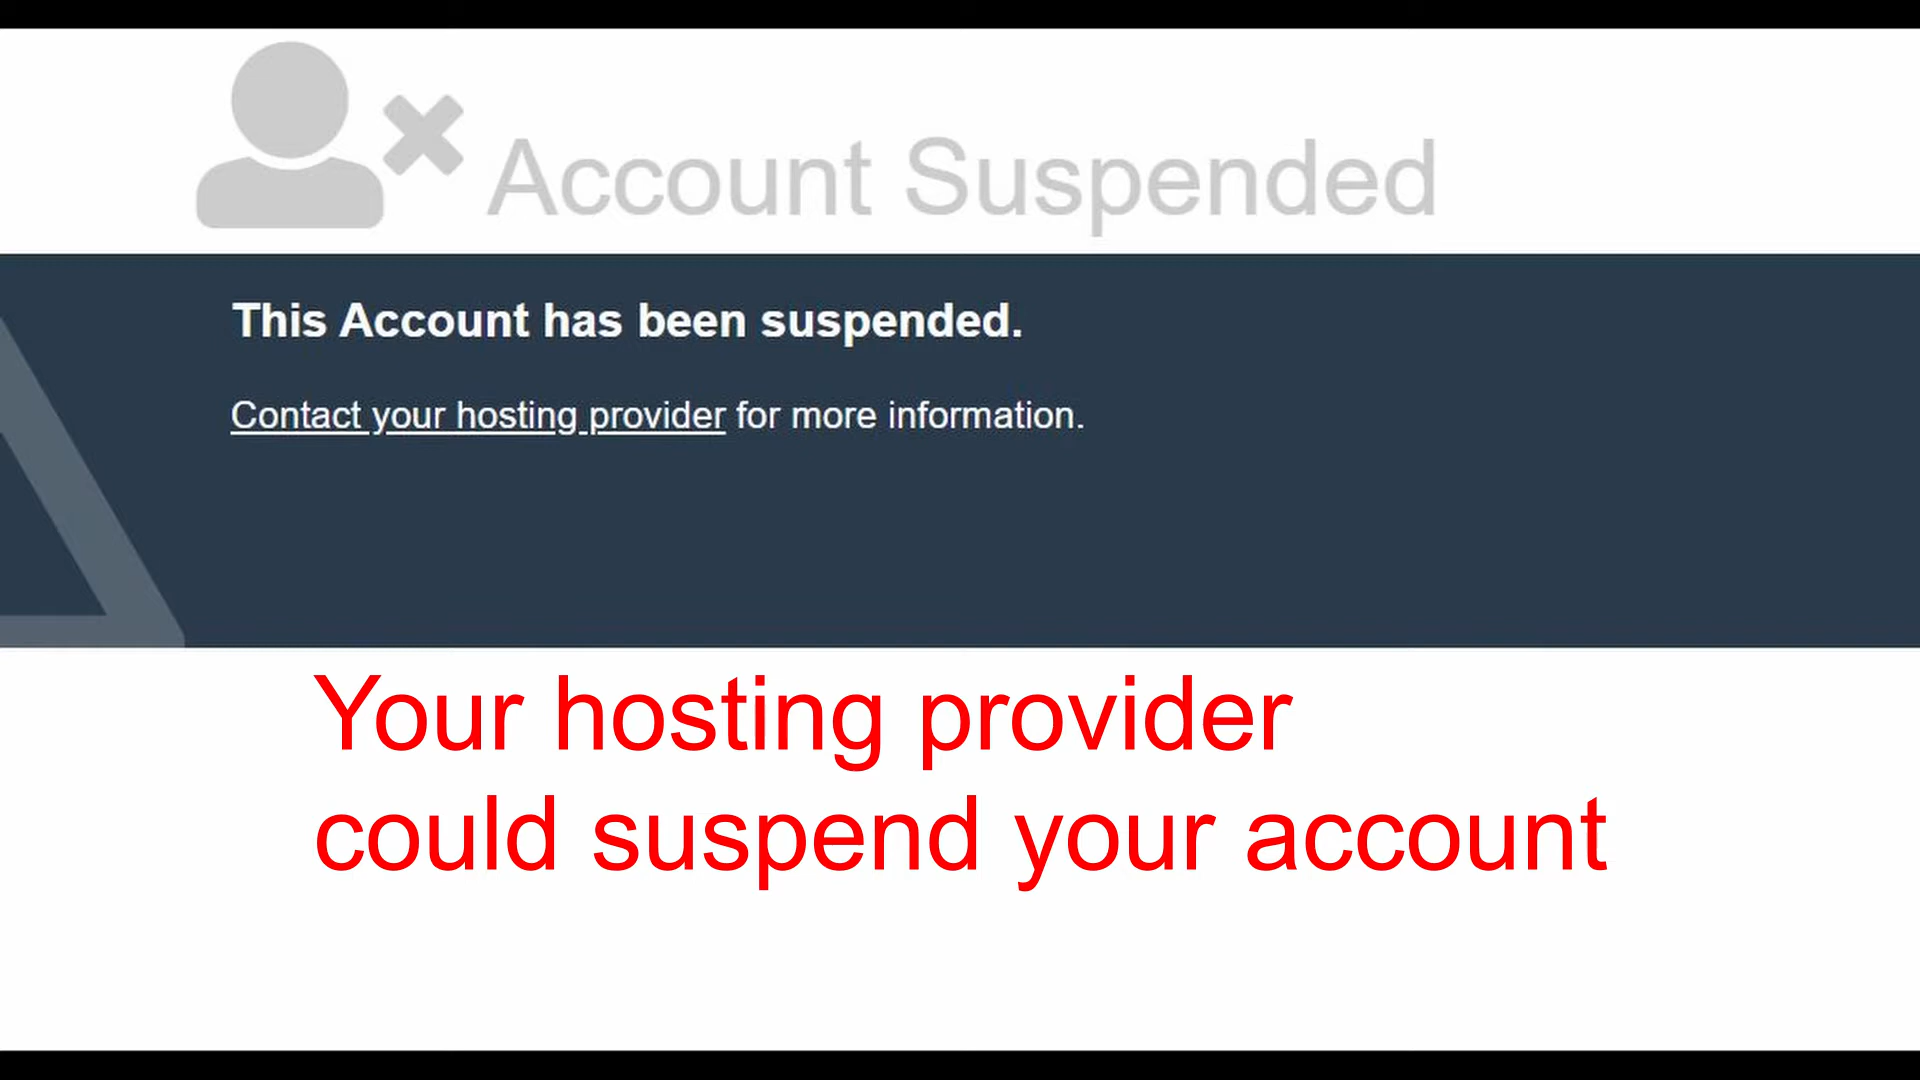 Account Suspended
This Account has been suspended.
Contact your hosting provider for more information.
Your hosting provider
could suspend your account